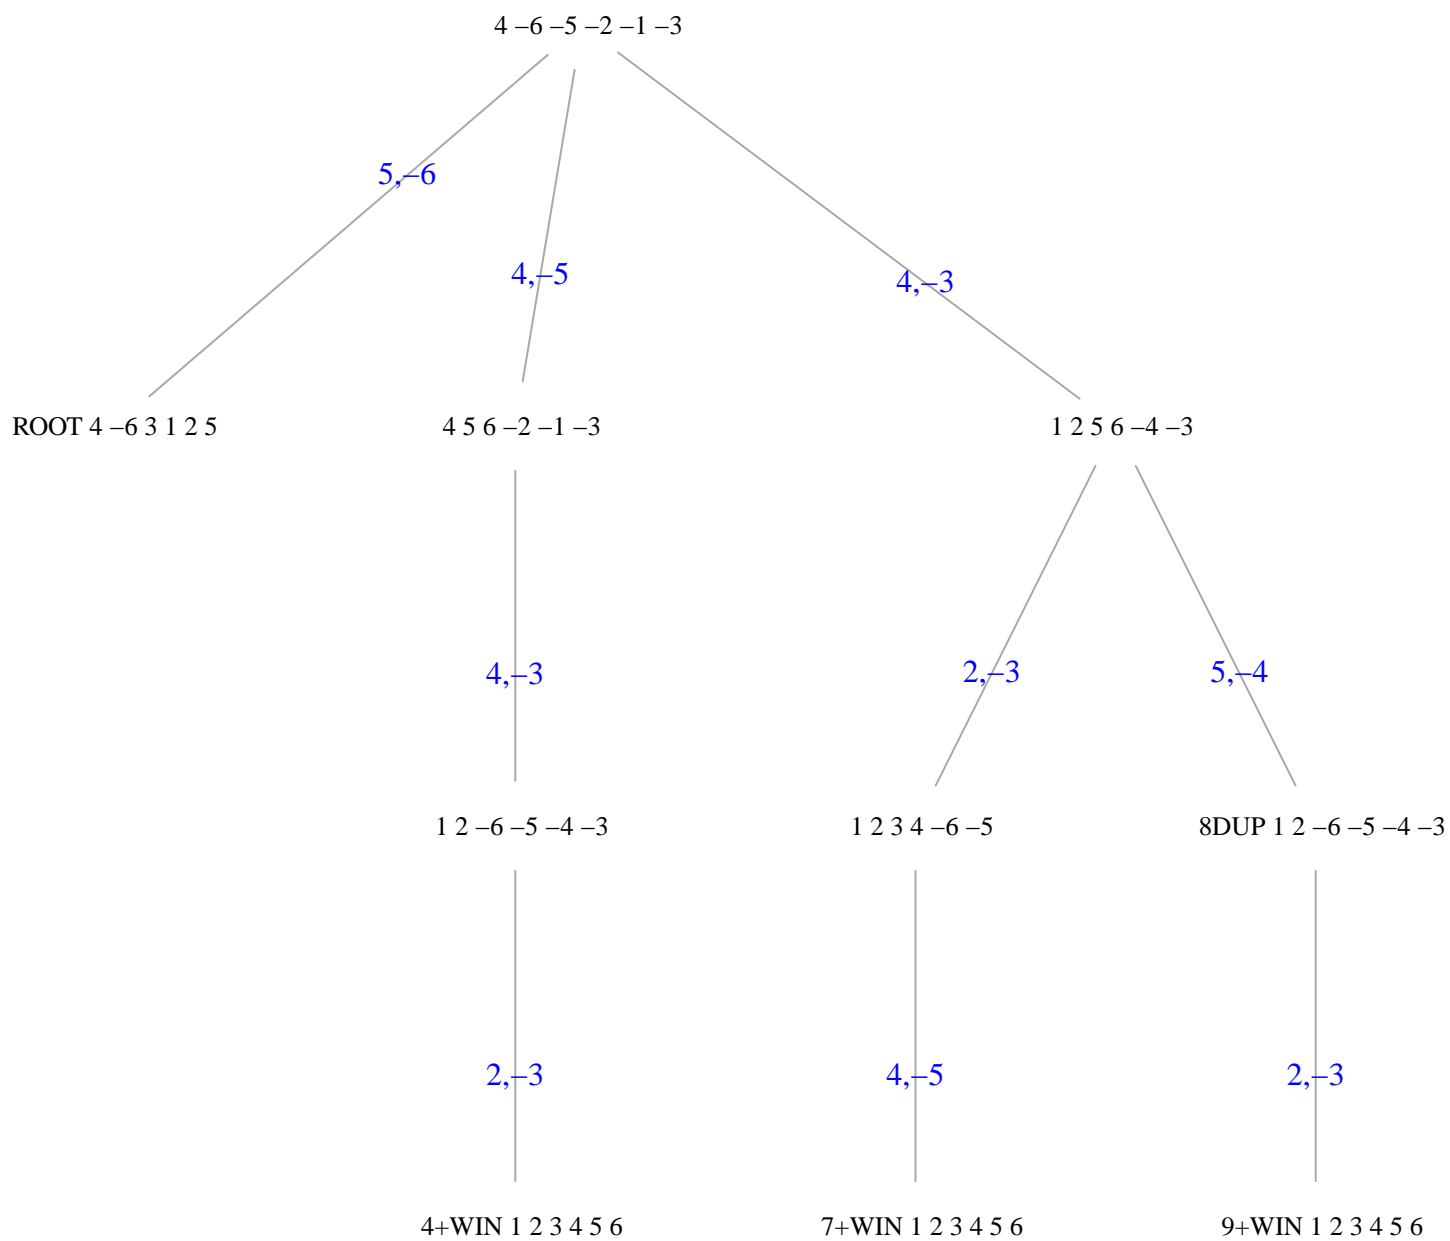 4 –6 –5 –2 –1 –3
5,–6
4,–5
4,–3
ROOT 4 –6 3 1 2 5
4 5 6 –2 –1 –3
1 2 5 6 –4 –3
4,–3
2,–3
5,–4
1 2 –6 –5 –4 –3
1 2 3 4 –6 –5
8DUP 1 2 –6 –5 –4 –3
2,–3
4,–5
2,–3
4+WIN 1 2 3 4 5 6
7+WIN 1 2 3 4 5 6
9+WIN 1 2 3 4 5 6